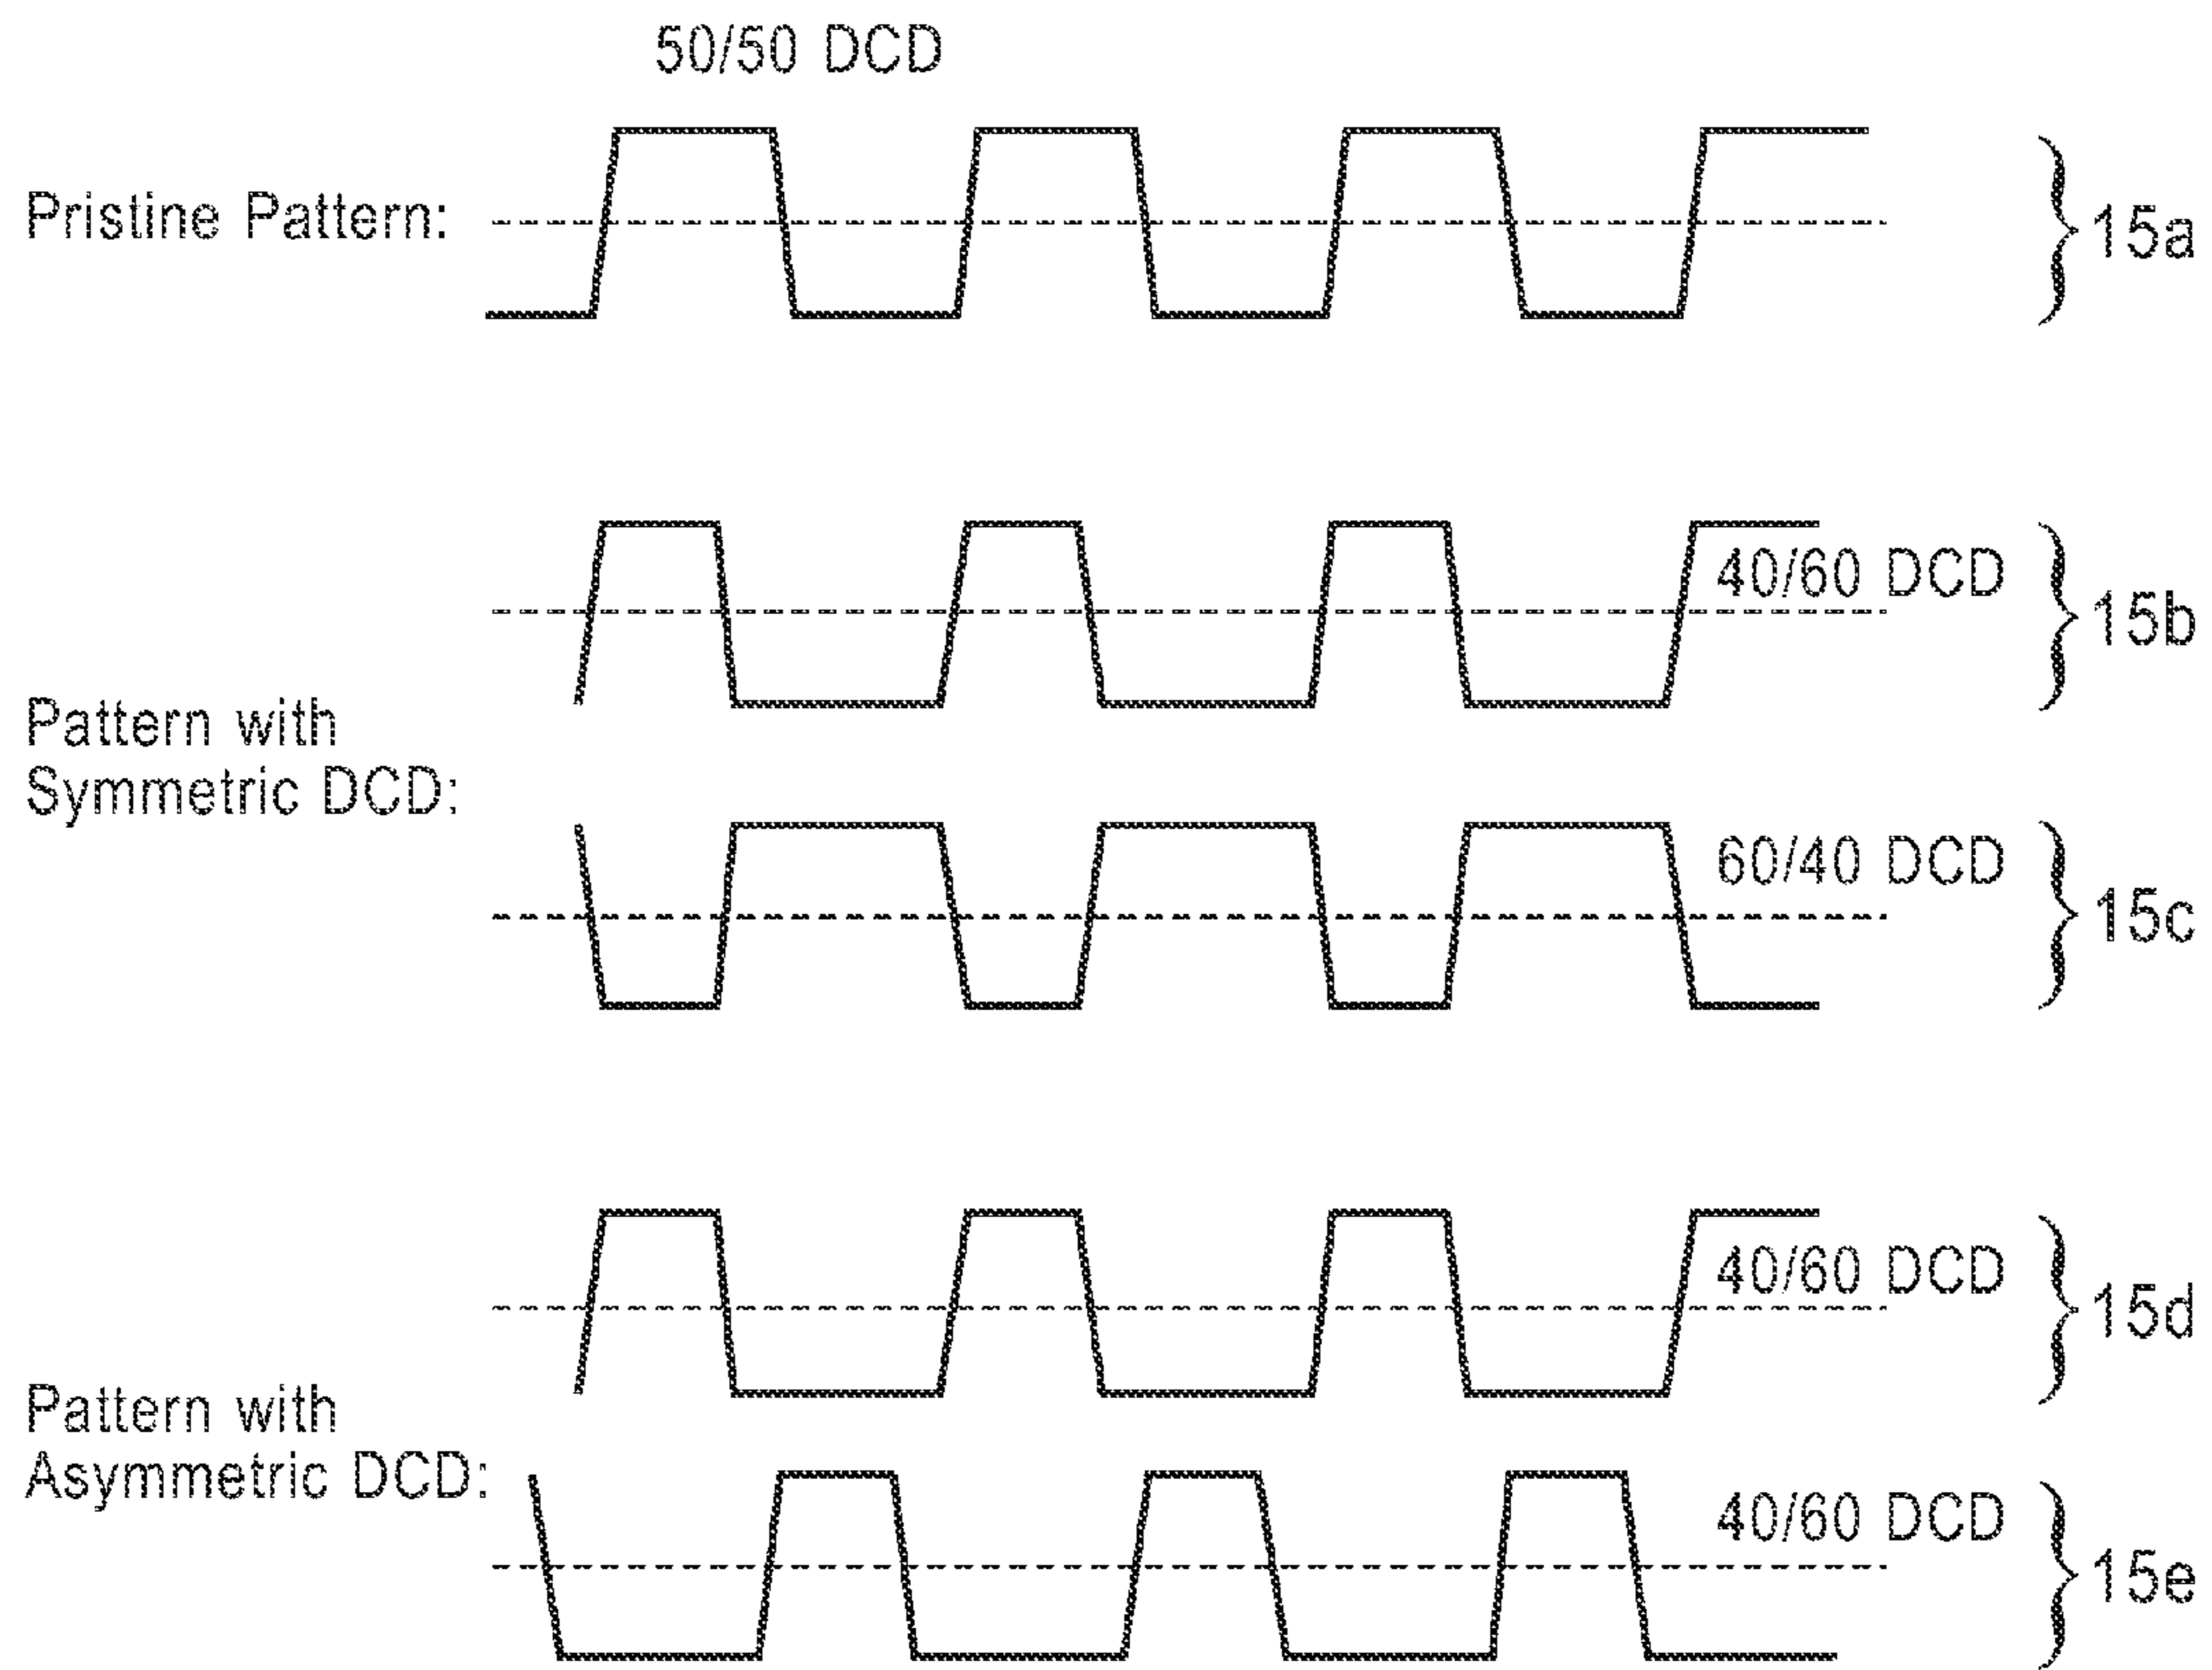 50/50 DCD
Pristine Pattern:
15a
40/60 DCD
15b
Pattern with
Symmetric DCD:
60/40 DCD
15c
40/60 DCD
15d
Pattern with
Asymmetric DCD:
40/60 DCD
15e